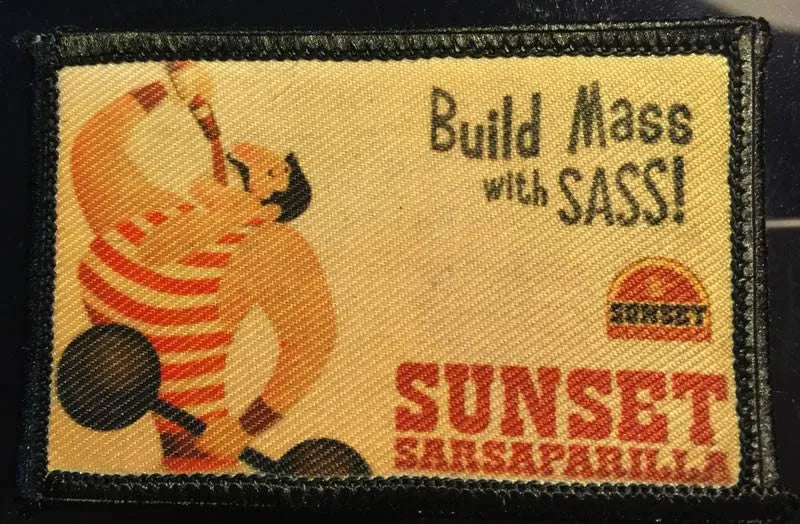 Build Mass
with SASS!
SUNSET
SUNSET
SARSAPARILLA